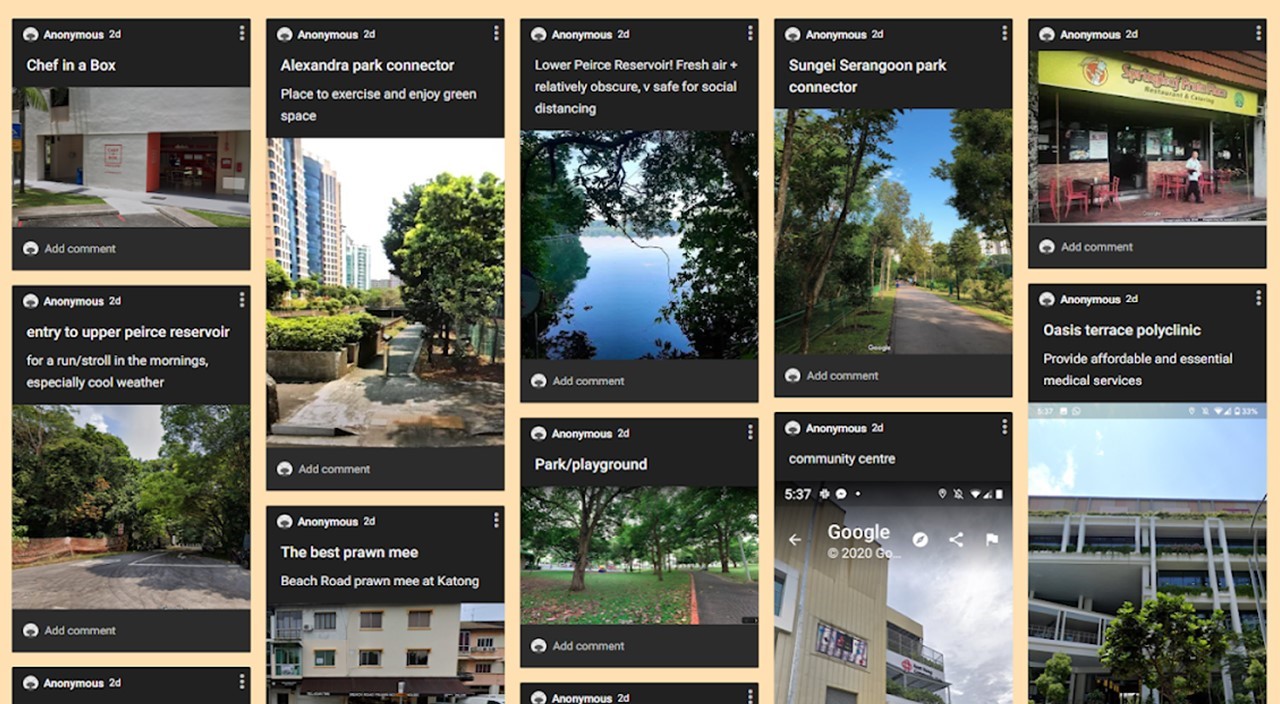 Anonymous 2d
Chef in a Box
Add comment
Anonymous 2d
entry to upper peirce reservoir
for a run/stroll in the mornings,
especially cool weather
Add comment
Anonymous 2d
Anonymous 2d
Alexandra park connector
Place to exercise and enjoy green
space
Add comment
Anonymous 2d
The best prawn mee
Beach Road prawn mee at Katong
Anonymous 2d
Lower Peirce Reservoir! Fresh air +
relatively obscure, v safe for social
distancing
Add comment
Anonymous 2d
Park/playground
Add comment
Anonymous 2d
Anonymous 2d
Sungei Serangoon park
connector
Google
Add comment
Anonymous 2d
community centre
5:37
Google
© 2020 Go...
Anonymous 2d
Restaurant & Catering
Google
Add comment
Anonymous 2d
Oasis terrace polyclinic
Provide affordable and essential
medical services
5:37 33%